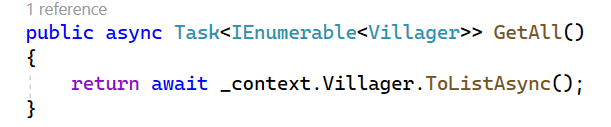 1 reference
public async Task<IEnumerable<Villager>> GetAll()
{
    return await _context.Villager.ToListAsync();
}